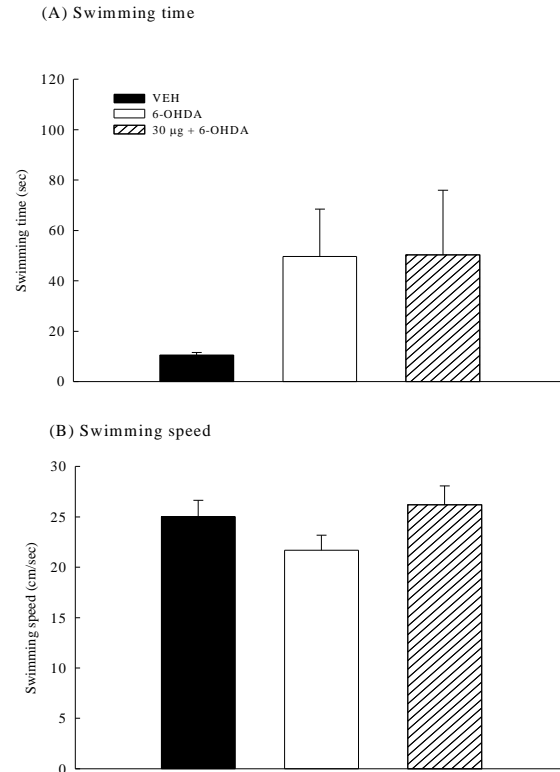 (A) Swimming time
120
100
80
60
40
20
0
Swimming time (sec)
VEH
6-OHDA
30 μg + 6-OHDA
(B) Swimming speed
30
25
20
15
10
5
0
Swimming speed (cm/sec)